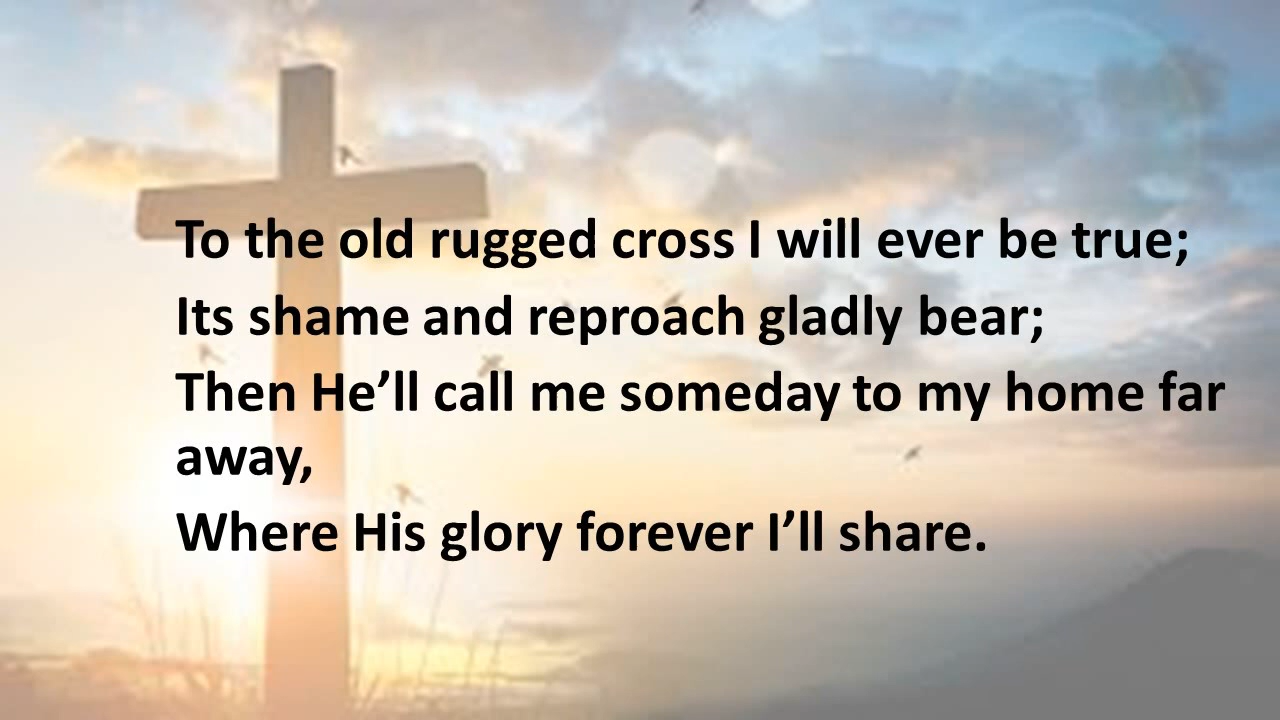 To the old rugged cross I will ever be true;
Its shame and reproach gladly bear;
Then He’ll call me someday to my home far
away,
Where His glory forever I’ll share.